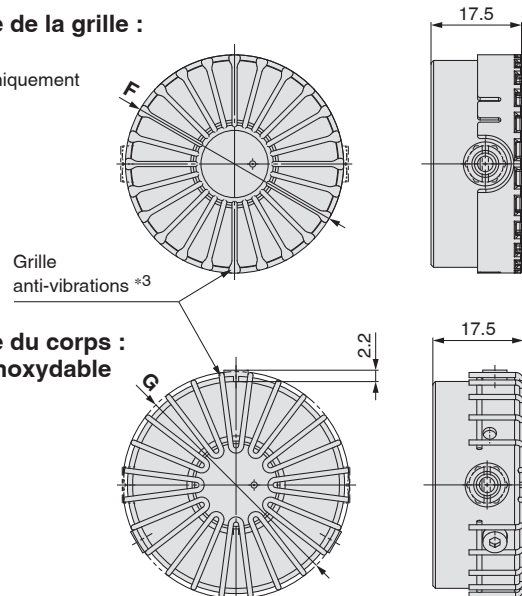 e de la grille :
niquement
F
17.5
Grille
anti-vibrations *3
e du corps :
noxydable
G
2.2
17.5